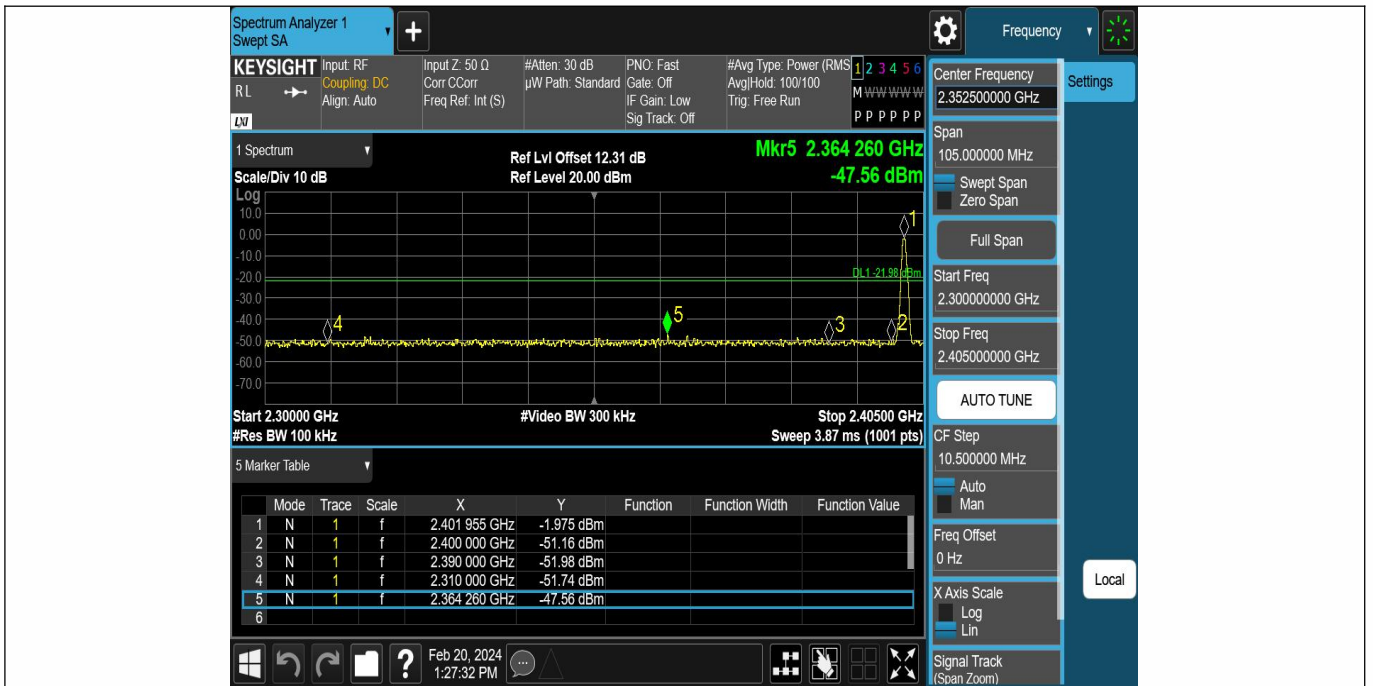 Spectrum Analyzer 1
Swept SA
+
Frequency
KEYSIGHT
RL
LXI
Input: RF
Coupling: DC
Align: Auto
Input Z: 50 Ω
Corr CCorr
Freq Ref: Int (S)
#Atten: 30 dB
µW Path: Standard
PNO: Fast
Gate: Off
IF Gain: Low
Sig Track: Off
#Avg Type: Power (RMS
Avg|Hold: 100/100
Trig: Free Run
1 2 3 4 5 6
M W W W W W
P P P P P P
1 Spectrum
Scale/Div 10 dB
Ref Lvl Offset 12.31 dB
Ref Level 20.00 dBm
Mkr5 2.364 260 GHz
-47.56 dBm
Log
10.0
0.00
-10.0
-20.0
-30.0
-40.0
-50.0
-60.0
-70.0
1
DL1 -21.98 dBm
4
5
3
2
Start 2.30000 GHz
#Video BW 300 kHz
Stop 2.40500 GHz
#Res BW 100 kHz
Sweep 3.87 ms (1001 pts)
5 Marker Table
Mode Trace Scale X Y Function Function Width Function Value
1 N 1 f 2.401 955 GHz -1.975 dBm
2 N 1 f 2.400 000 GHz -51.16 dBm
3 N 1 f 2.390 000 GHz -51.98 dBm
4 N 1 f 2.310 000 GHz -51.74 dBm
5 N 1 f 2.364 260 GHz -47.56 dBm
6
?
Feb 20, 2024
1:27:32 PM
Center Frequency
2.352500000 GHz
Settings
Span
105.000000 MHz
Swept Span
Zero Span
Full Span
Start Freq
2.300000000 GHz
Stop Freq
2.405000000 GHz
AUTO TUNE
CF Step
10.500000 MHz
Auto
Man
Freq Offset
0 Hz
Local
X Axis Scale
Log
Lin
Signal Track
(Span Zoom)